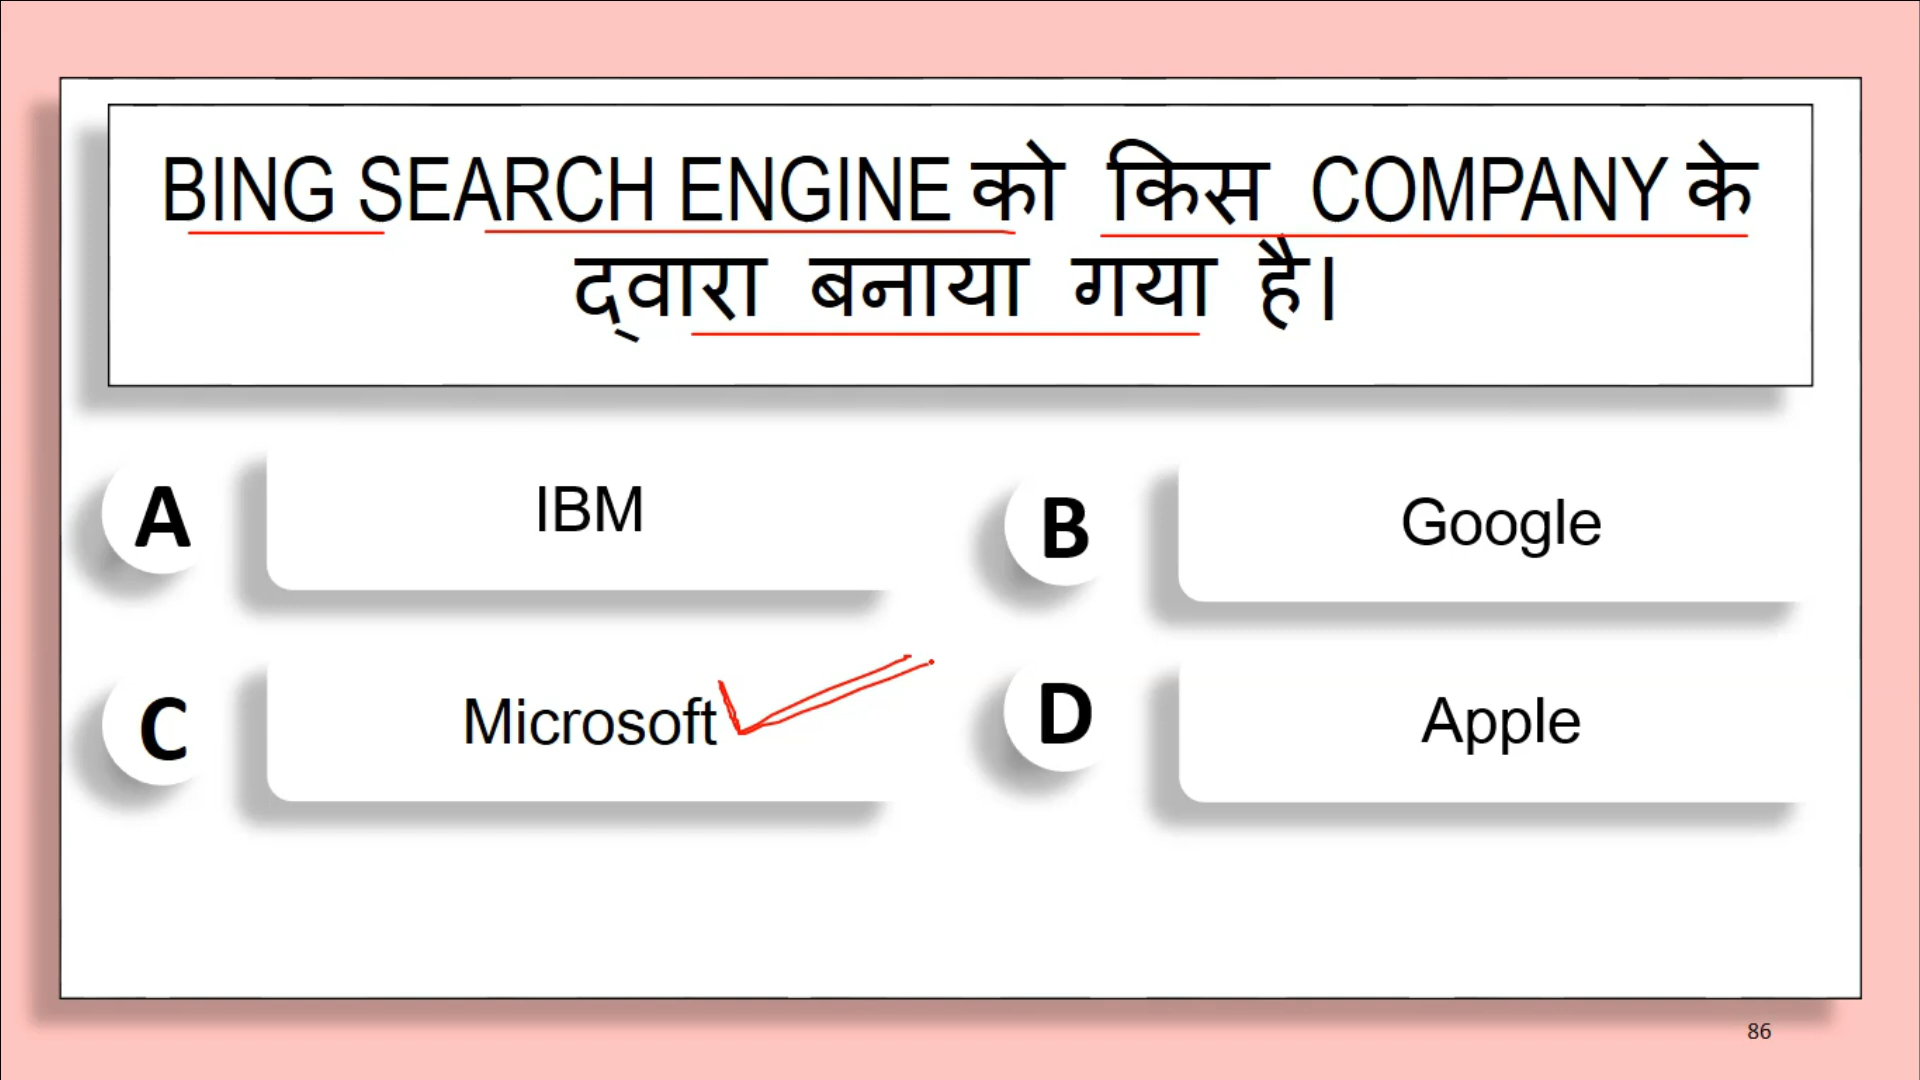 BING SEARCH ENGINE को किस COMPANY के
द्वारा बनाया गया है।
A IBM
B Google
C Microsoft
D Apple
86